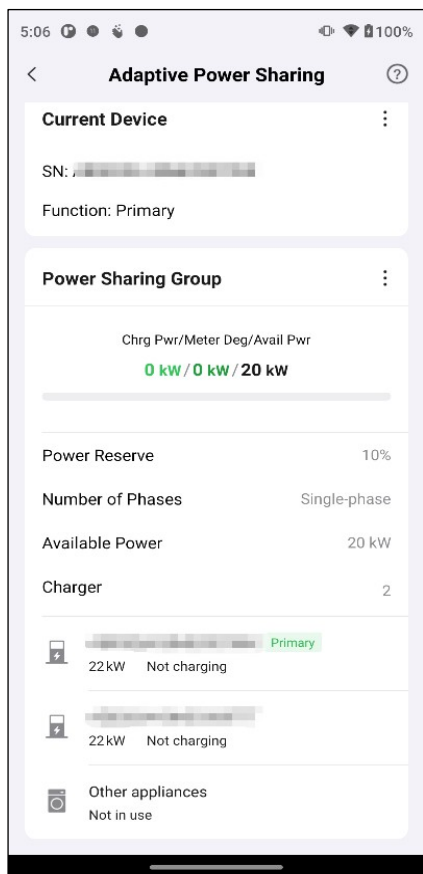 5:06 100%
Adaptive Power Sharing
Current Device
SN:
Function: Primary
Power Sharing Group
Chrg Pwr/Meter Deg/Avail Pwr
0 kW/0 kW/20 kW
Power Reserve 10%
Number of Phases Single-phase
Available Power 20 kW
Charger 2
Primary
22kW Not charging
22kW Not charging
Other appliances
Not in use